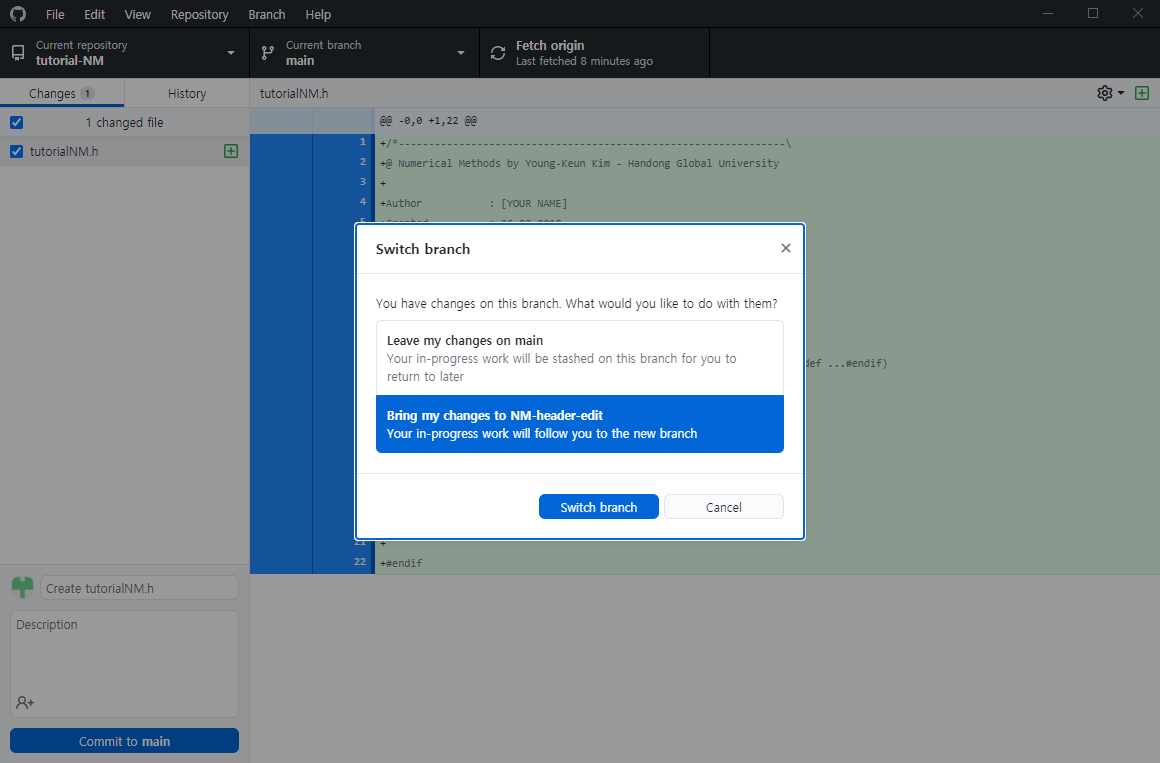 File Edit View Repository Branch Help
Current repository
tutorial-NM
Current branch
main
Fetch origin
Last fetched 8 minutes ago
Changes 1
History
tutorialNM.h
1 changed file
tutorialNM.h
@@ -0,0 +1,22 @@
1 +/*-----------------------------------------------------------------\
2 +@ Numerical Methods by Young-Keun Kim - Handong Global University
3 +
4 +Author : [YOUR NAME]
Switch branch
You have changes on this branch. What would you like to do with them?
Leave my changes on main
Your in-progress work will be stashed on this branch for you to
return to later
...#endif)
Bring my changes to NM-header-edit
Your in-progress work will follow you to the new branch
Switch branch
Cancel
21 +
22 +#endif
Create tutorialNM.h
Description
Commit to main